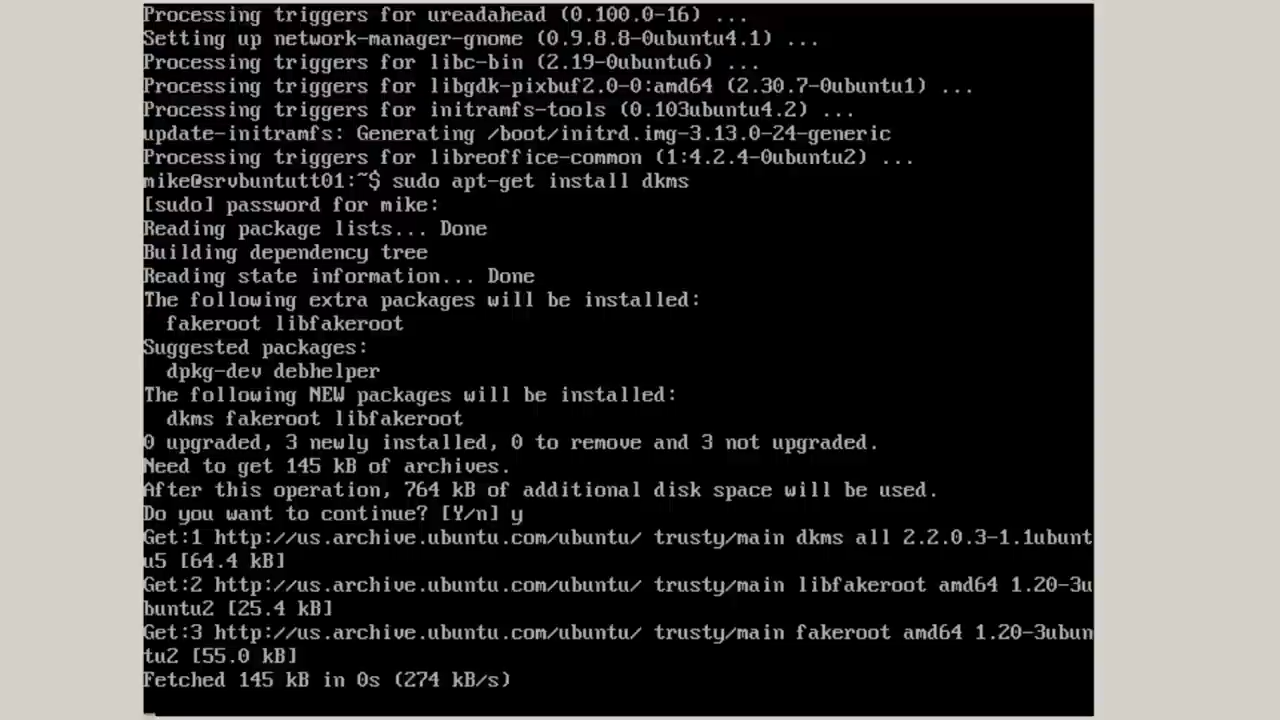 Processing triggers for ureadahead (0.100.0-16) ...
Setting up network-manager-gnome (0.9.8.8-0ubuntu4.1) ...
Processing triggers for libc-bin (2.19-0ubuntu6) ...
Processing triggers for libgdk-pixbuf2.0-0:amd64 (2.30.7-0ubuntu1) ...
Processing triggers for initramfs-tools (0.103ubuntu4.2) ...
update-initramfs: Generating /boot/initrd.img-3.13.0-24-generic
Processing triggers for libreoffice-common (1:4.2.4-0ubuntu2) ...
mike@srvbuntutt01:~$ sudo apt-get install dkms
[sudo] password for mike:
Reading package lists... Done
Building dependency tree
Reading state information... Done
The following extra packages will be installed:
  fakeroot libfakeroot
Suggested packages:
  dpkg-dev debhelper
The following NEW packages will be installed:
  dkms fakeroot libfakeroot
0 upgraded, 3 newly installed, 0 to remove and 3 not upgraded.
Need to get 145 kB of archives.
After this operation, 764 kB of additional disk space will be used.
Do you want to continue? [Y/n] y
Get:1 http://us.archive.ubuntu.com/ubuntu/ trusty/main dkms all 2.2.0.3-1.1ubunt
u5 [64.4 kB]
Get:2 http://us.archive.ubuntu.com/ubuntu/ trusty/main libfakeroot amd64 1.20-3u
buntu2 [25.4 kB]
Get:3 http://us.archive.ubuntu.com/ubuntu/ trusty/main fakeroot amd64 1.20-3ubun
tu2 [55.0 kB]
Fetched 145 kB in 0s (274 kB/s)